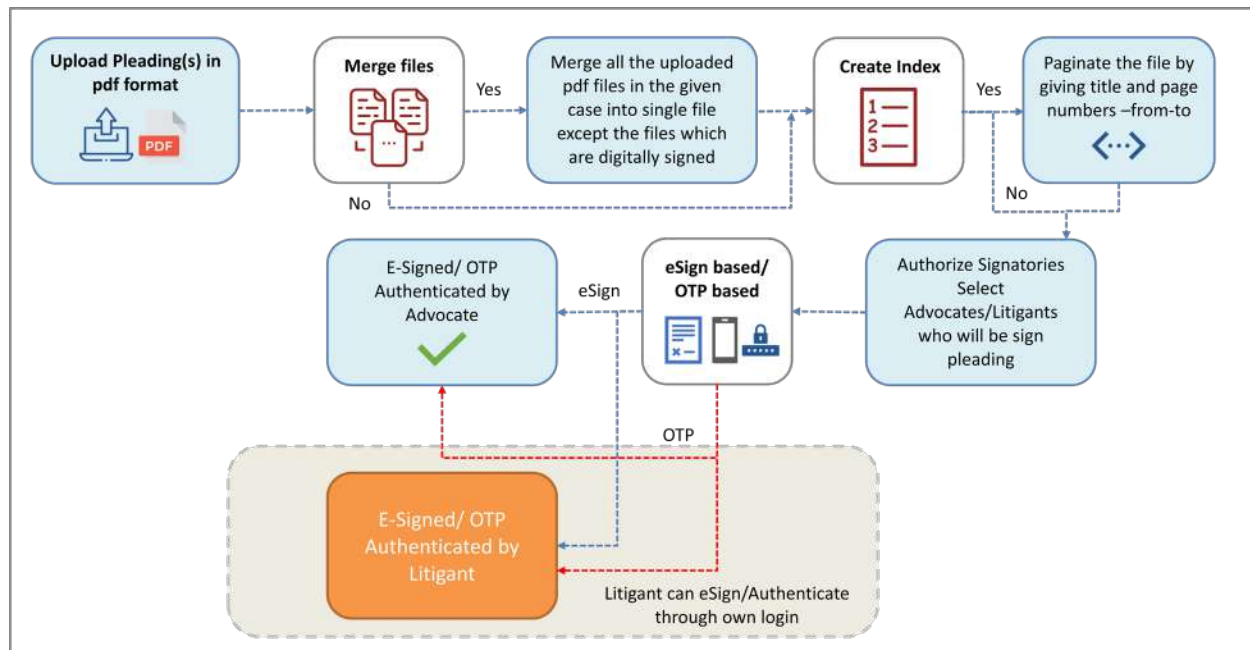 Upload Pleading(s) in
pdf format
PDF
Merge files
Yes
No
Merge all the uploaded
pdf files in the given
case into single file
except the files which
are digitally signed
Create Index
1
2
3
Yes
No
Paginate the file by
giving title and page
numbers –from-to
Authorize Signatories
Select
Advocates/Litigants
who will be sign
pleading
eSign based/
OTP based
eSign
OTP
E-Signed/ OTP
Authenticated by
Advocate
E-Signed/ OTP
Authenticated by
Litigant
Litigant can eSign/Authenticate
through own login